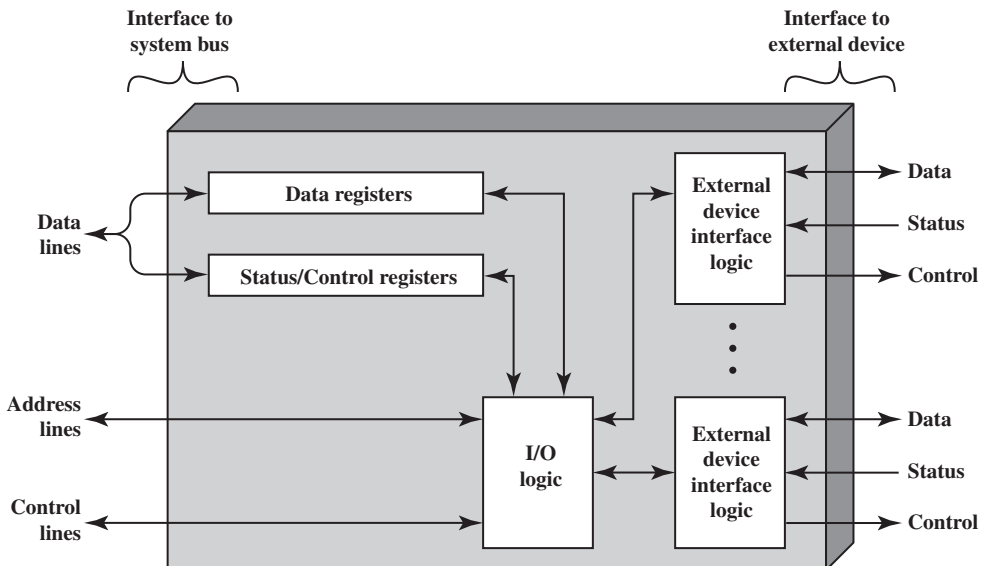 Interface to
system bus
Interface to
external device
Data registers
Status/Control registers
Data
lines
Address
lines
Control
lines
I/O
logic
External
device
interface
logic
Data
Status
Control
External
device
interface
logic
Data
Status
Control